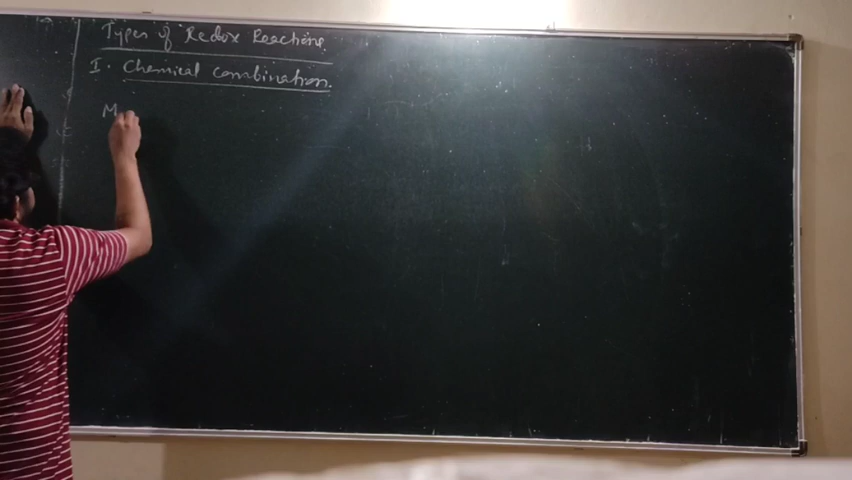 Types of Redox Reactions
I. Chemical combination.
M